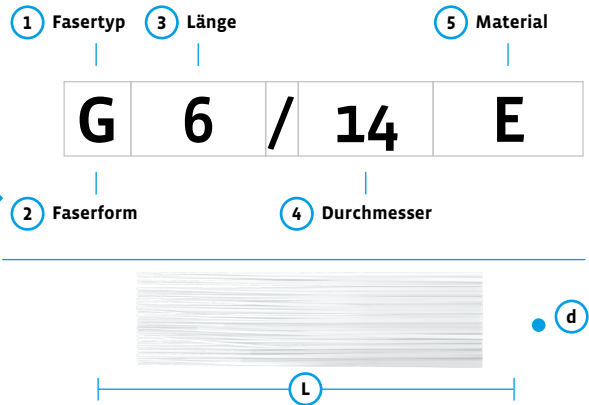 1 Fasertyp 3 Länge 5 Material
G 6 / 14 E
2 Faserform 4 Durchmesser
d
L